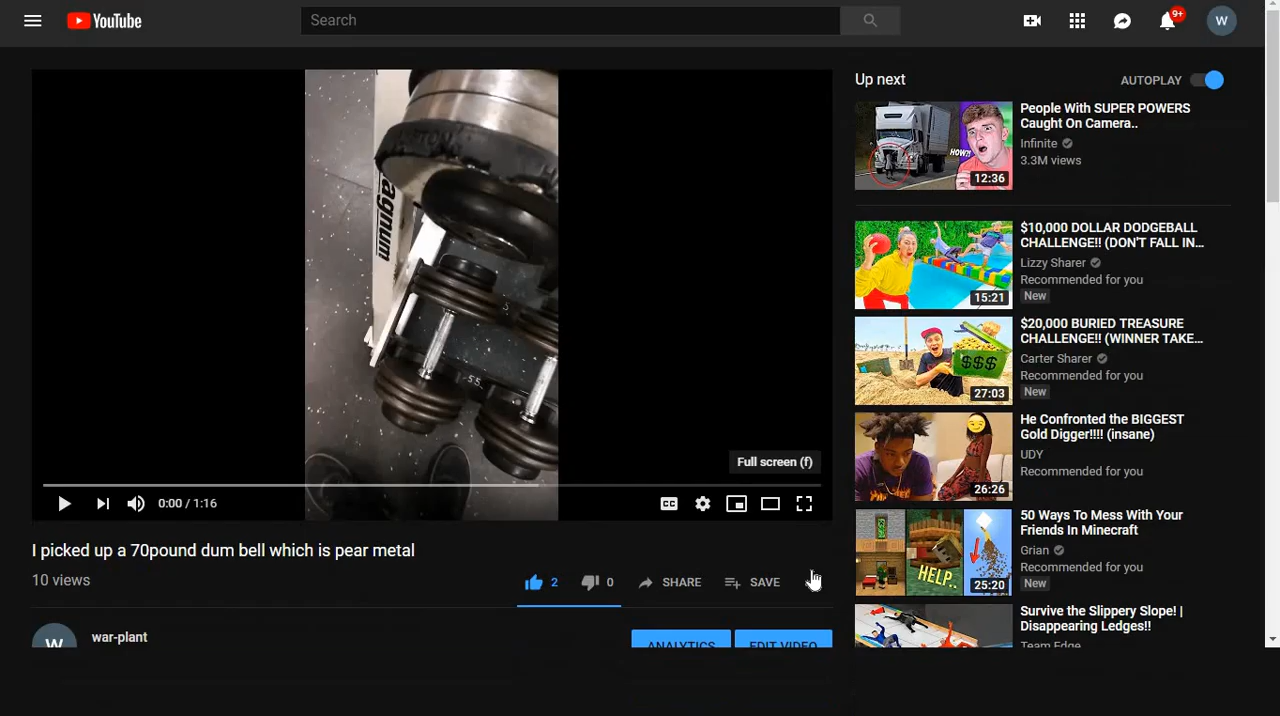 YouTube
Search
9+
W
agnum
5
55
Full screen (f)
CC
0:00 / 1:16
I picked up a 70pound dum bell which is pear metal
10 views
2
0
SHARE
SAVE
W
war-plant
ANALYTICS
EDIT VIDEO
Up next
AUTOPLAY
HOW?!
12:36
People With SUPER POWERS
Caught On Camera..
Infinite
3.3M views
15:21
$10,000 DOLLAR DODGEBALL
CHALLENGE!! (DON'T FALL IN...
Lizzy Sharer
Recommended for you
New
$$$
27:03
$20,000 BURIED TREASURE
CHALLENGE!! (WINNER TAKE...
Carter Sharer
Recommended for you
New
26:26
He Confronted the BIGGEST
Gold Digger!!!! (insane)
UDY
Recommended for you
HELP..
25:20
50 Ways To Mess With Your
Friends In Minecraft
Grian
Recommended for you
New
Survive the Slippery Slope! |
Disappearing Ledges!!
Team Edge